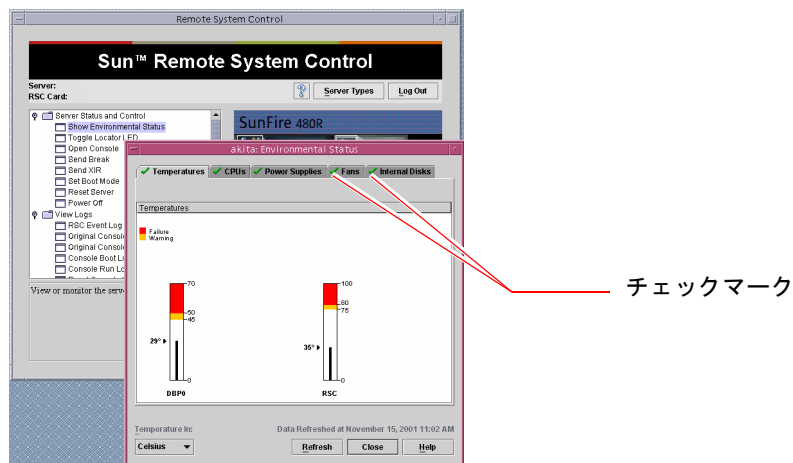 Remote System Control
Sun™ Remote System Control
Server:
RSC Card:
Server Types
Log Out
Server Status and Control
Show Environmental Status
Toggle Locator LED
Open Console
Send Break
Send XIR
Set Boot Mode
Reset Server
Power Off
View Logs
RSC Event Log
Original Consol
Original Consol
Console Boot Lo
Console Run Lo
View or monitor the serv
SunFire 480R
akita: Environmental Status
Temperatures
CPUs
Power Supplies
Fans
Internal Disks
Temperatures
Failure
Warning
70
50
45
0
29°
DBP0
100
80
75
0
35°
RSC
Temperature In:
Data Refreshed at November 15, 2001 11:02 AM
Celsius
Refresh
Close
Help
チェックマーク